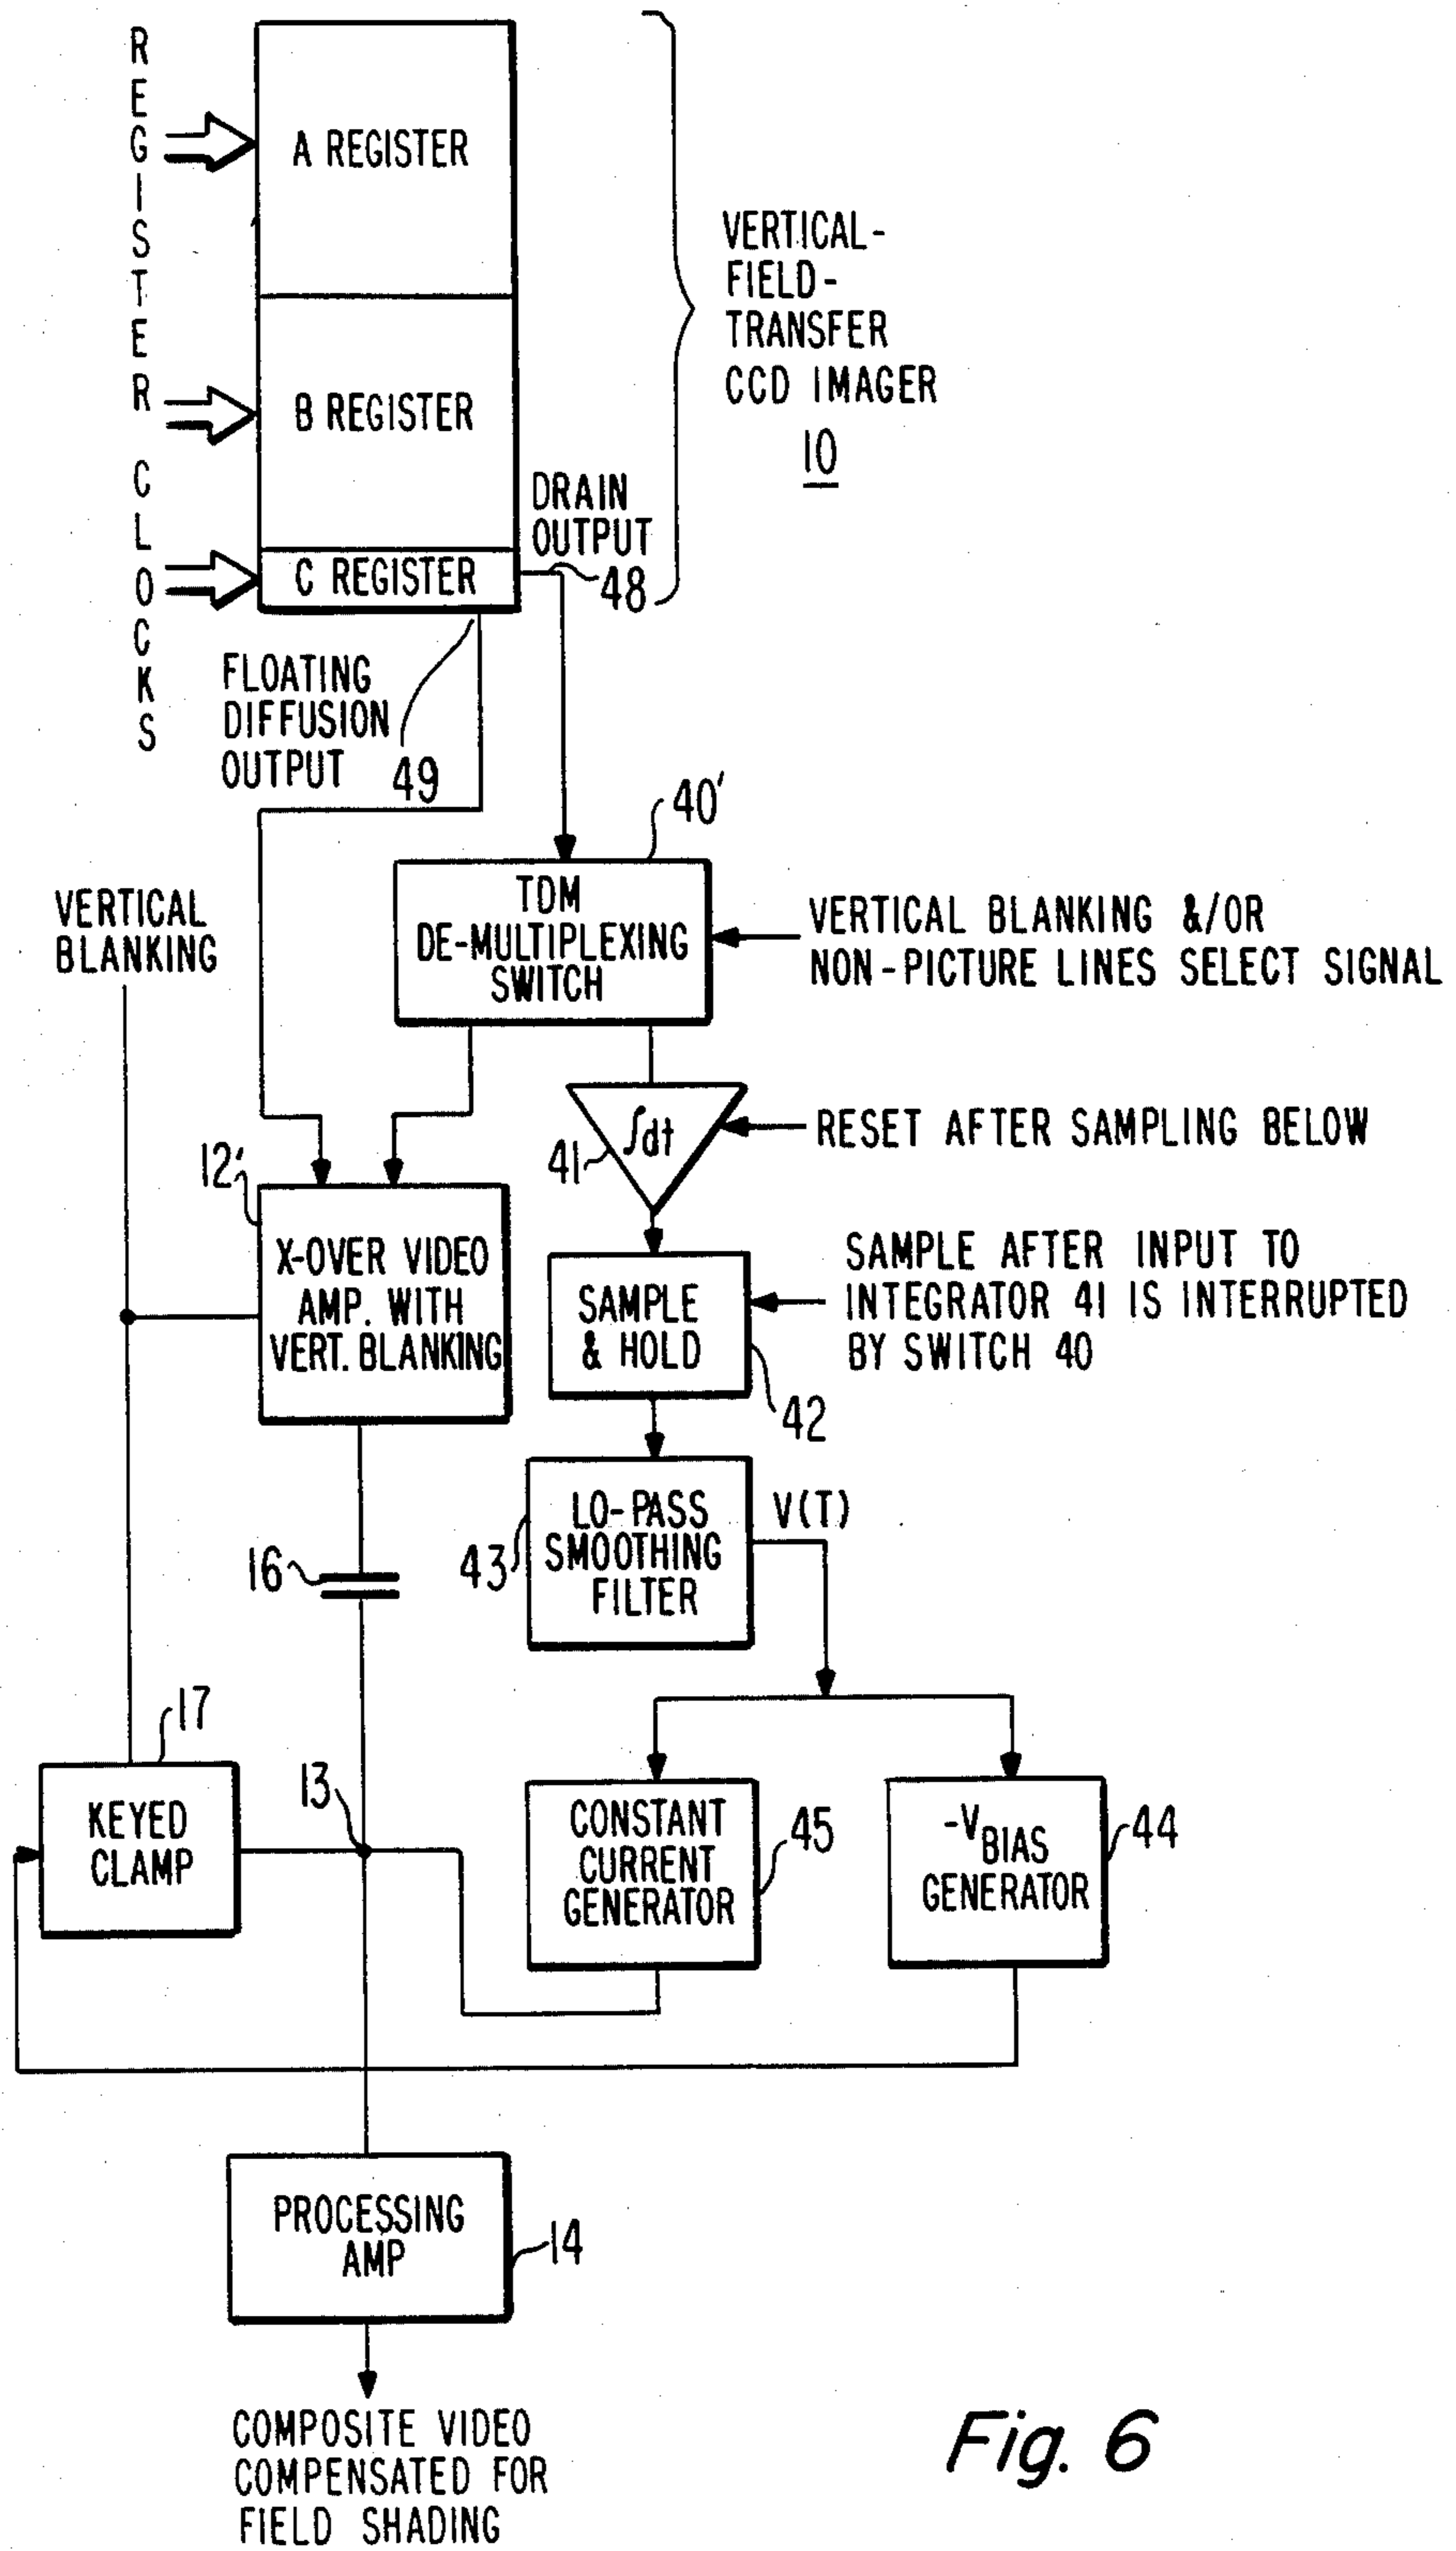 REGISTER CLOCKS
A REGISTER
B REGISTER
C REGISTER
VERTICAL-
FIELD-
TRANSFER
CCD IMAGER
10
DRAIN
OUTPUT
48
FLOATING
DIFFUSION
OUTPUT
49
40'
TDM
DE-MULTIPLEXING
SWITCH
VERTICAL BLANKING &/OR
NON-PICTURE LINES SELECT SIGNAL
VERTICAL
BLANKING
∫dt
41
RESET AFTER SAMPLING BELOW
12'
X-OVER VIDEO
AMP. WITH
VERT. BLANKING
SAMPLE
& HOLD
42
SAMPLE AFTER INPUT TO
INTEGRATOR 41 IS INTERRUPTED
BY SWITCH 40
LO-PASS
SMOOTHING
FILTER
43
V(T)
16
17
KEYED
CLAMP
13
CONSTANT
CURRENT
GENERATOR
45
-VBIAS
GENERATOR
44
PROCESSING
AMP
14
COMPOSITE VIDEO
COMPENSATED FOR
FIELD SHADING
Fig. 6